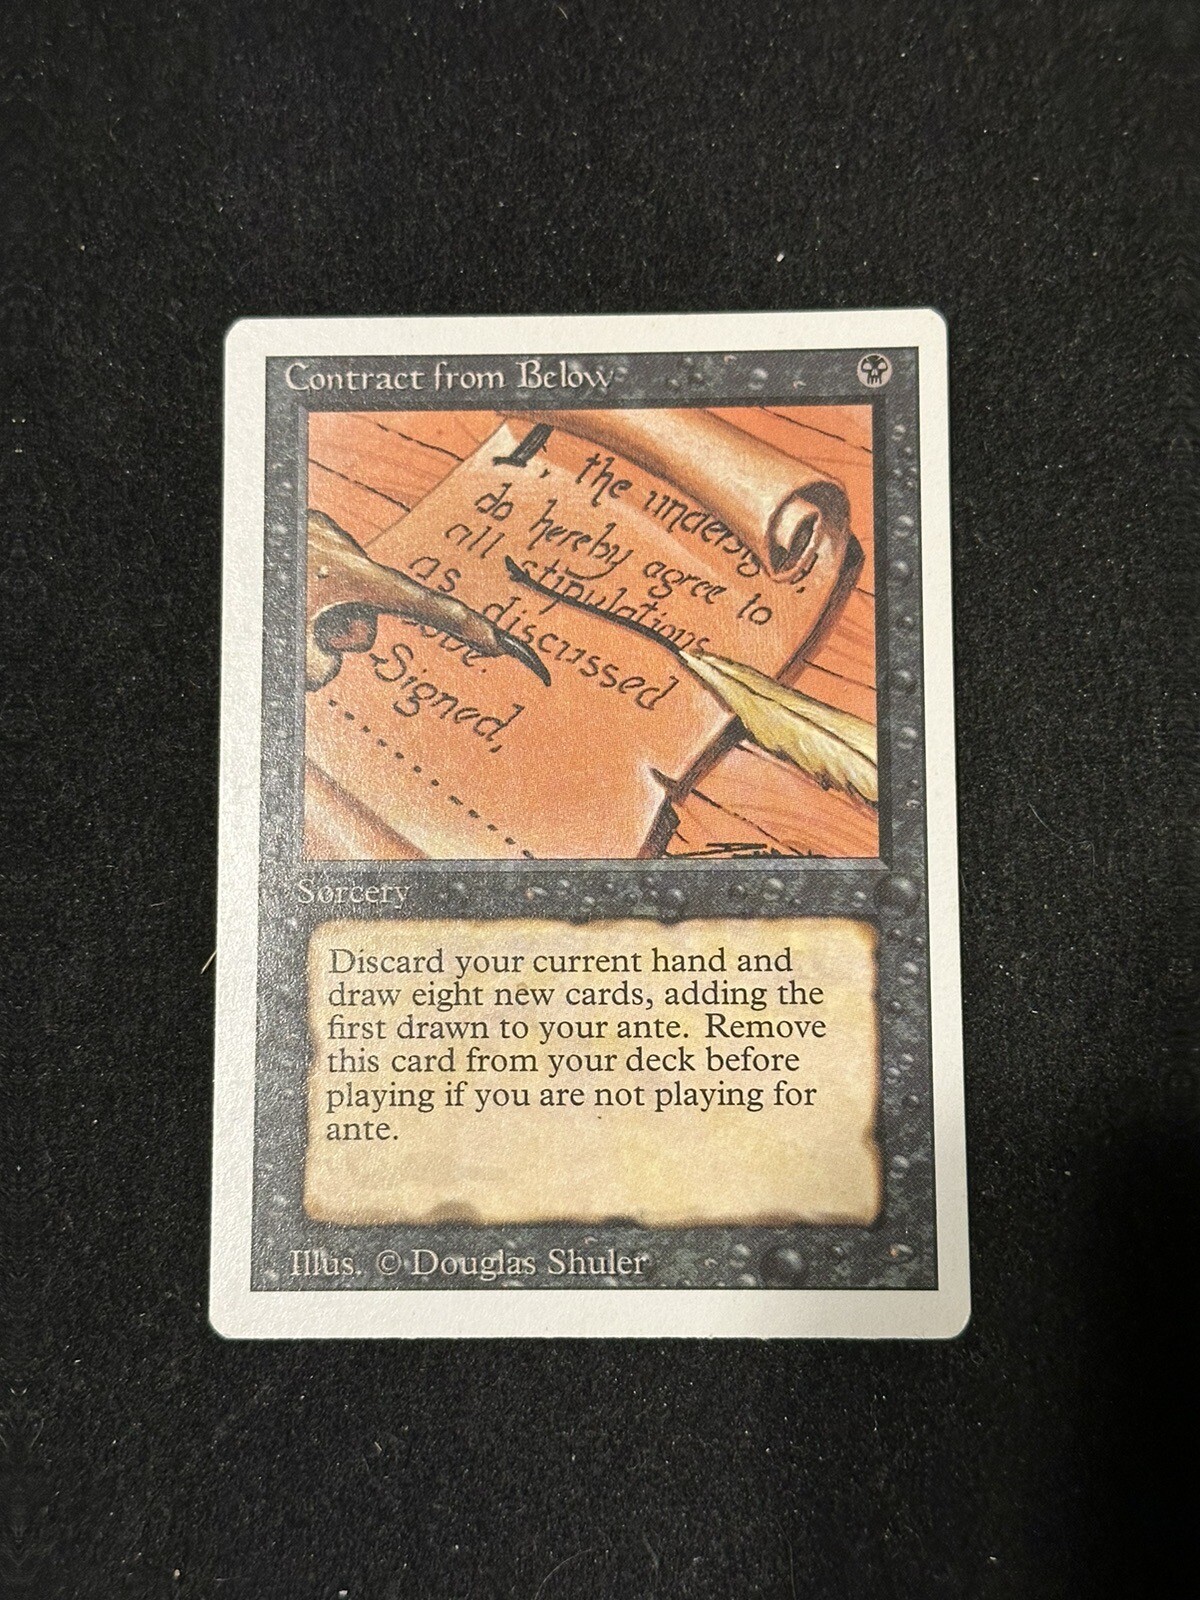 Contract from Below
I, the undersig
do hereby agree to
all stipulations
as discussed
Signed,
Sorcery
Discard your current hand and
draw eight new cards, adding the
first drawn to your ante. Remove
this card from your deck before
playing if you are not playing for
ante.
Illus. © Douglas Shuler